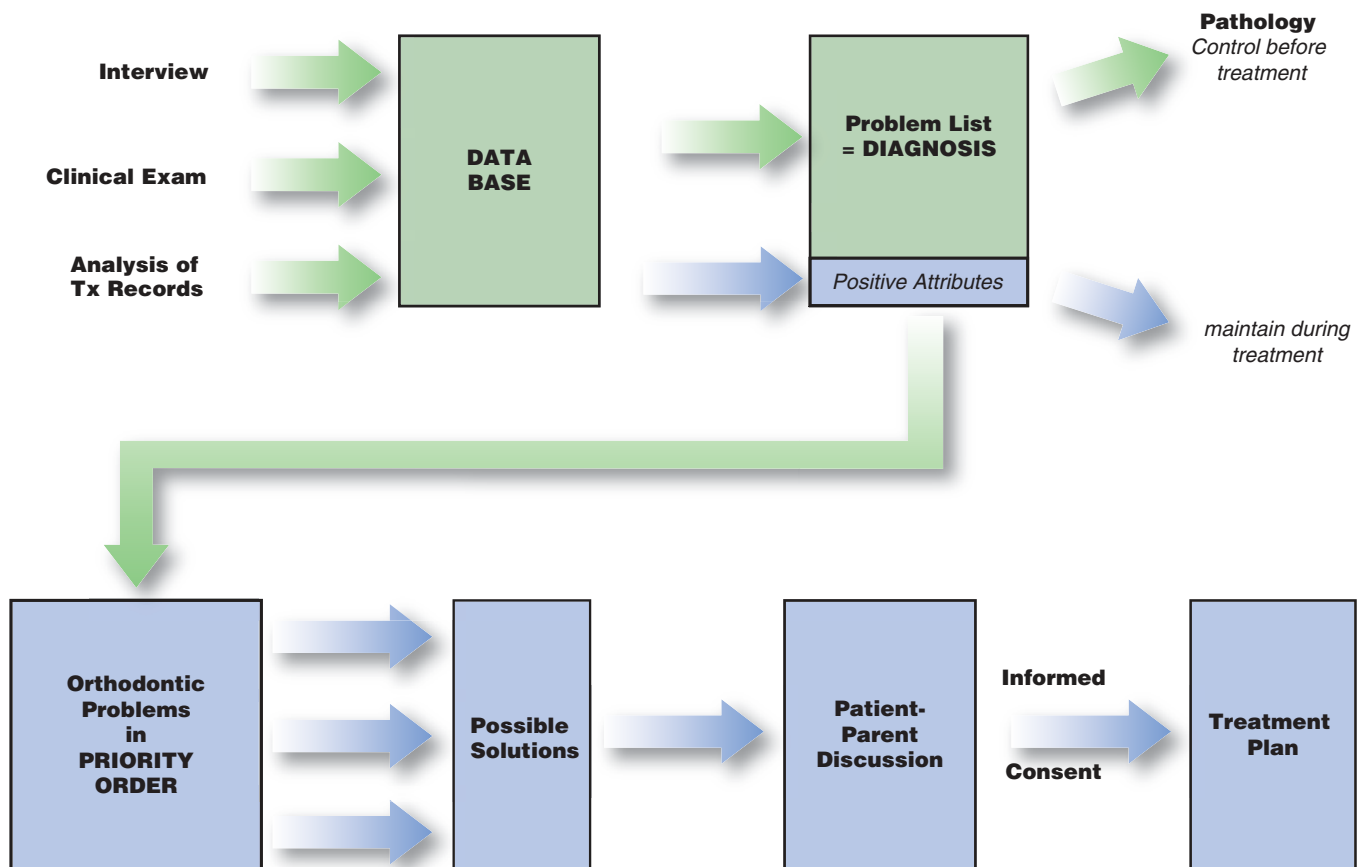 Interview
Clinical Exam
Analysis of
Tx Records
DATA
BASE
Problem List
= DIAGNOSIS
Positive Attributes
Pathology
Control before
treatment
maintain during
treatment
Orthodontic
Problems
in
PRIORITY
ORDER
Possible
Solutions
Patient-
Parent
Discussion
Informed
Consent
Treatment
Plan